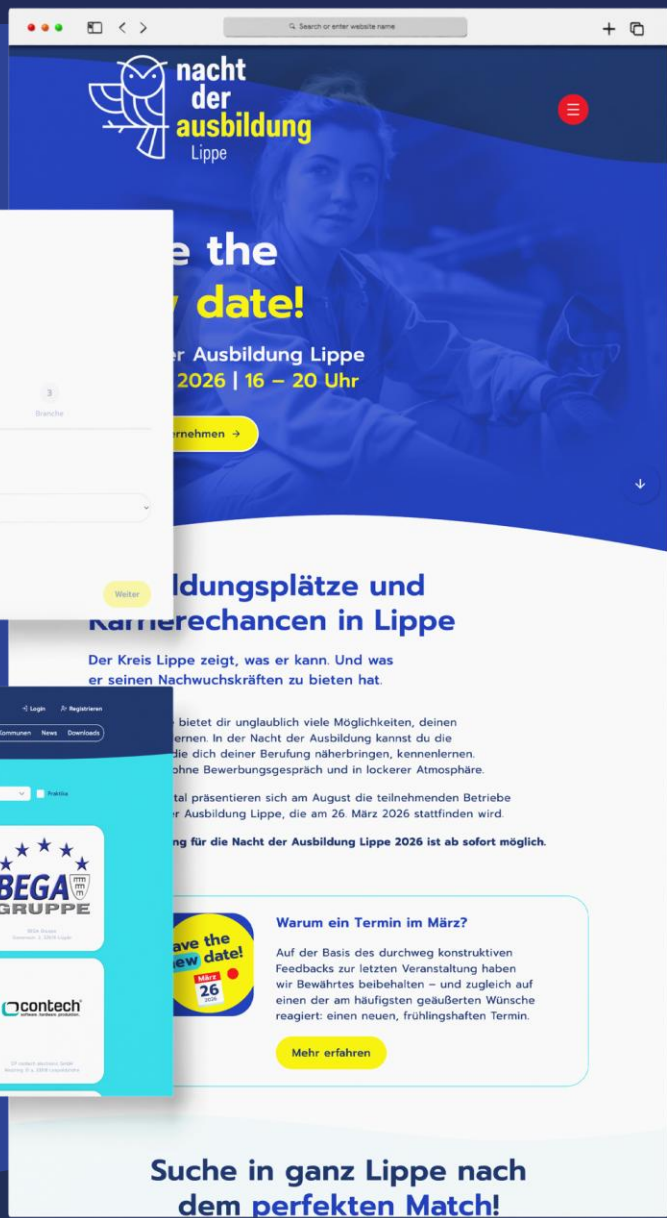 Search or enter website name
nacht
der
ausbildung
Lippe
e the
date!
r Ausbildung Lippe
2026 | 16 – 20 Uhr
ernehmen →
3
Branche
Weiter
ldungsplätze und
Karrierechancen in Lippe
Der Kreis Lippe zeigt, was er kann. Und was
er seinen Nachwuchskräften zu bieten hat.
bietet dir unglaublich viele Möglichkeiten, deinen
ernen. In der Nacht der Ausbildung kannst du die
die dich deiner Berufung näherbringen, kennenlernen.
ohne Bewerbungsgespräch und in lockerer Atmosphäre.
tal präsentieren sich am August die teilnehmenden Betriebe
r Ausbildung Lippe, die am 26. März 2026 stattfinden wird.
ng für die Nacht der Ausbildung Lippe 2026 ist ab sofort möglich.
Login Registrieren
Kommunen News Downloads
Praktika
BEGA
GRUPPE
contech
software. hardware. produktion.
ave the
new date!
März
26
2026
Warum ein Termin im März?
Auf der Basis des durchweg konstruktiven
Feedbacks zur letzten Veranstaltung haben
wir Bewährtes beibehalten – und zugleich auf
einen der am häufigsten geäußerten Wünsche
reagiert: einen neuen, frühlingshaften Termin.
Mehr erfahren
Suche in ganz Lippe nach
dem perfekten Match!